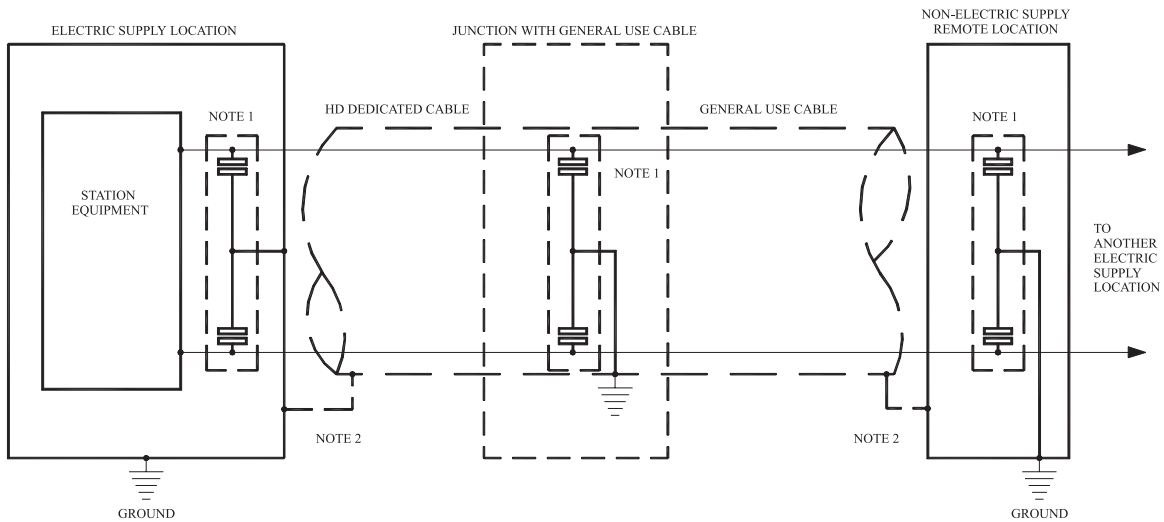 ELECTRIC SUPPLY LOCATION
JUNCTION WITH GENERAL USE CABLE
NON-ELECTRIC SUPPLY
REMOTE LOCATION
NOTE 1
HD DEDICATED CABLE
GENERAL USE CABLE
NOTE 1
NOTE 1
STATION
EQUIPMENT
TO
ANOTHER
ELECTRIC
SUPPLY
LOCATION
NOTE 2
NOTE 2
GROUND
GROUND